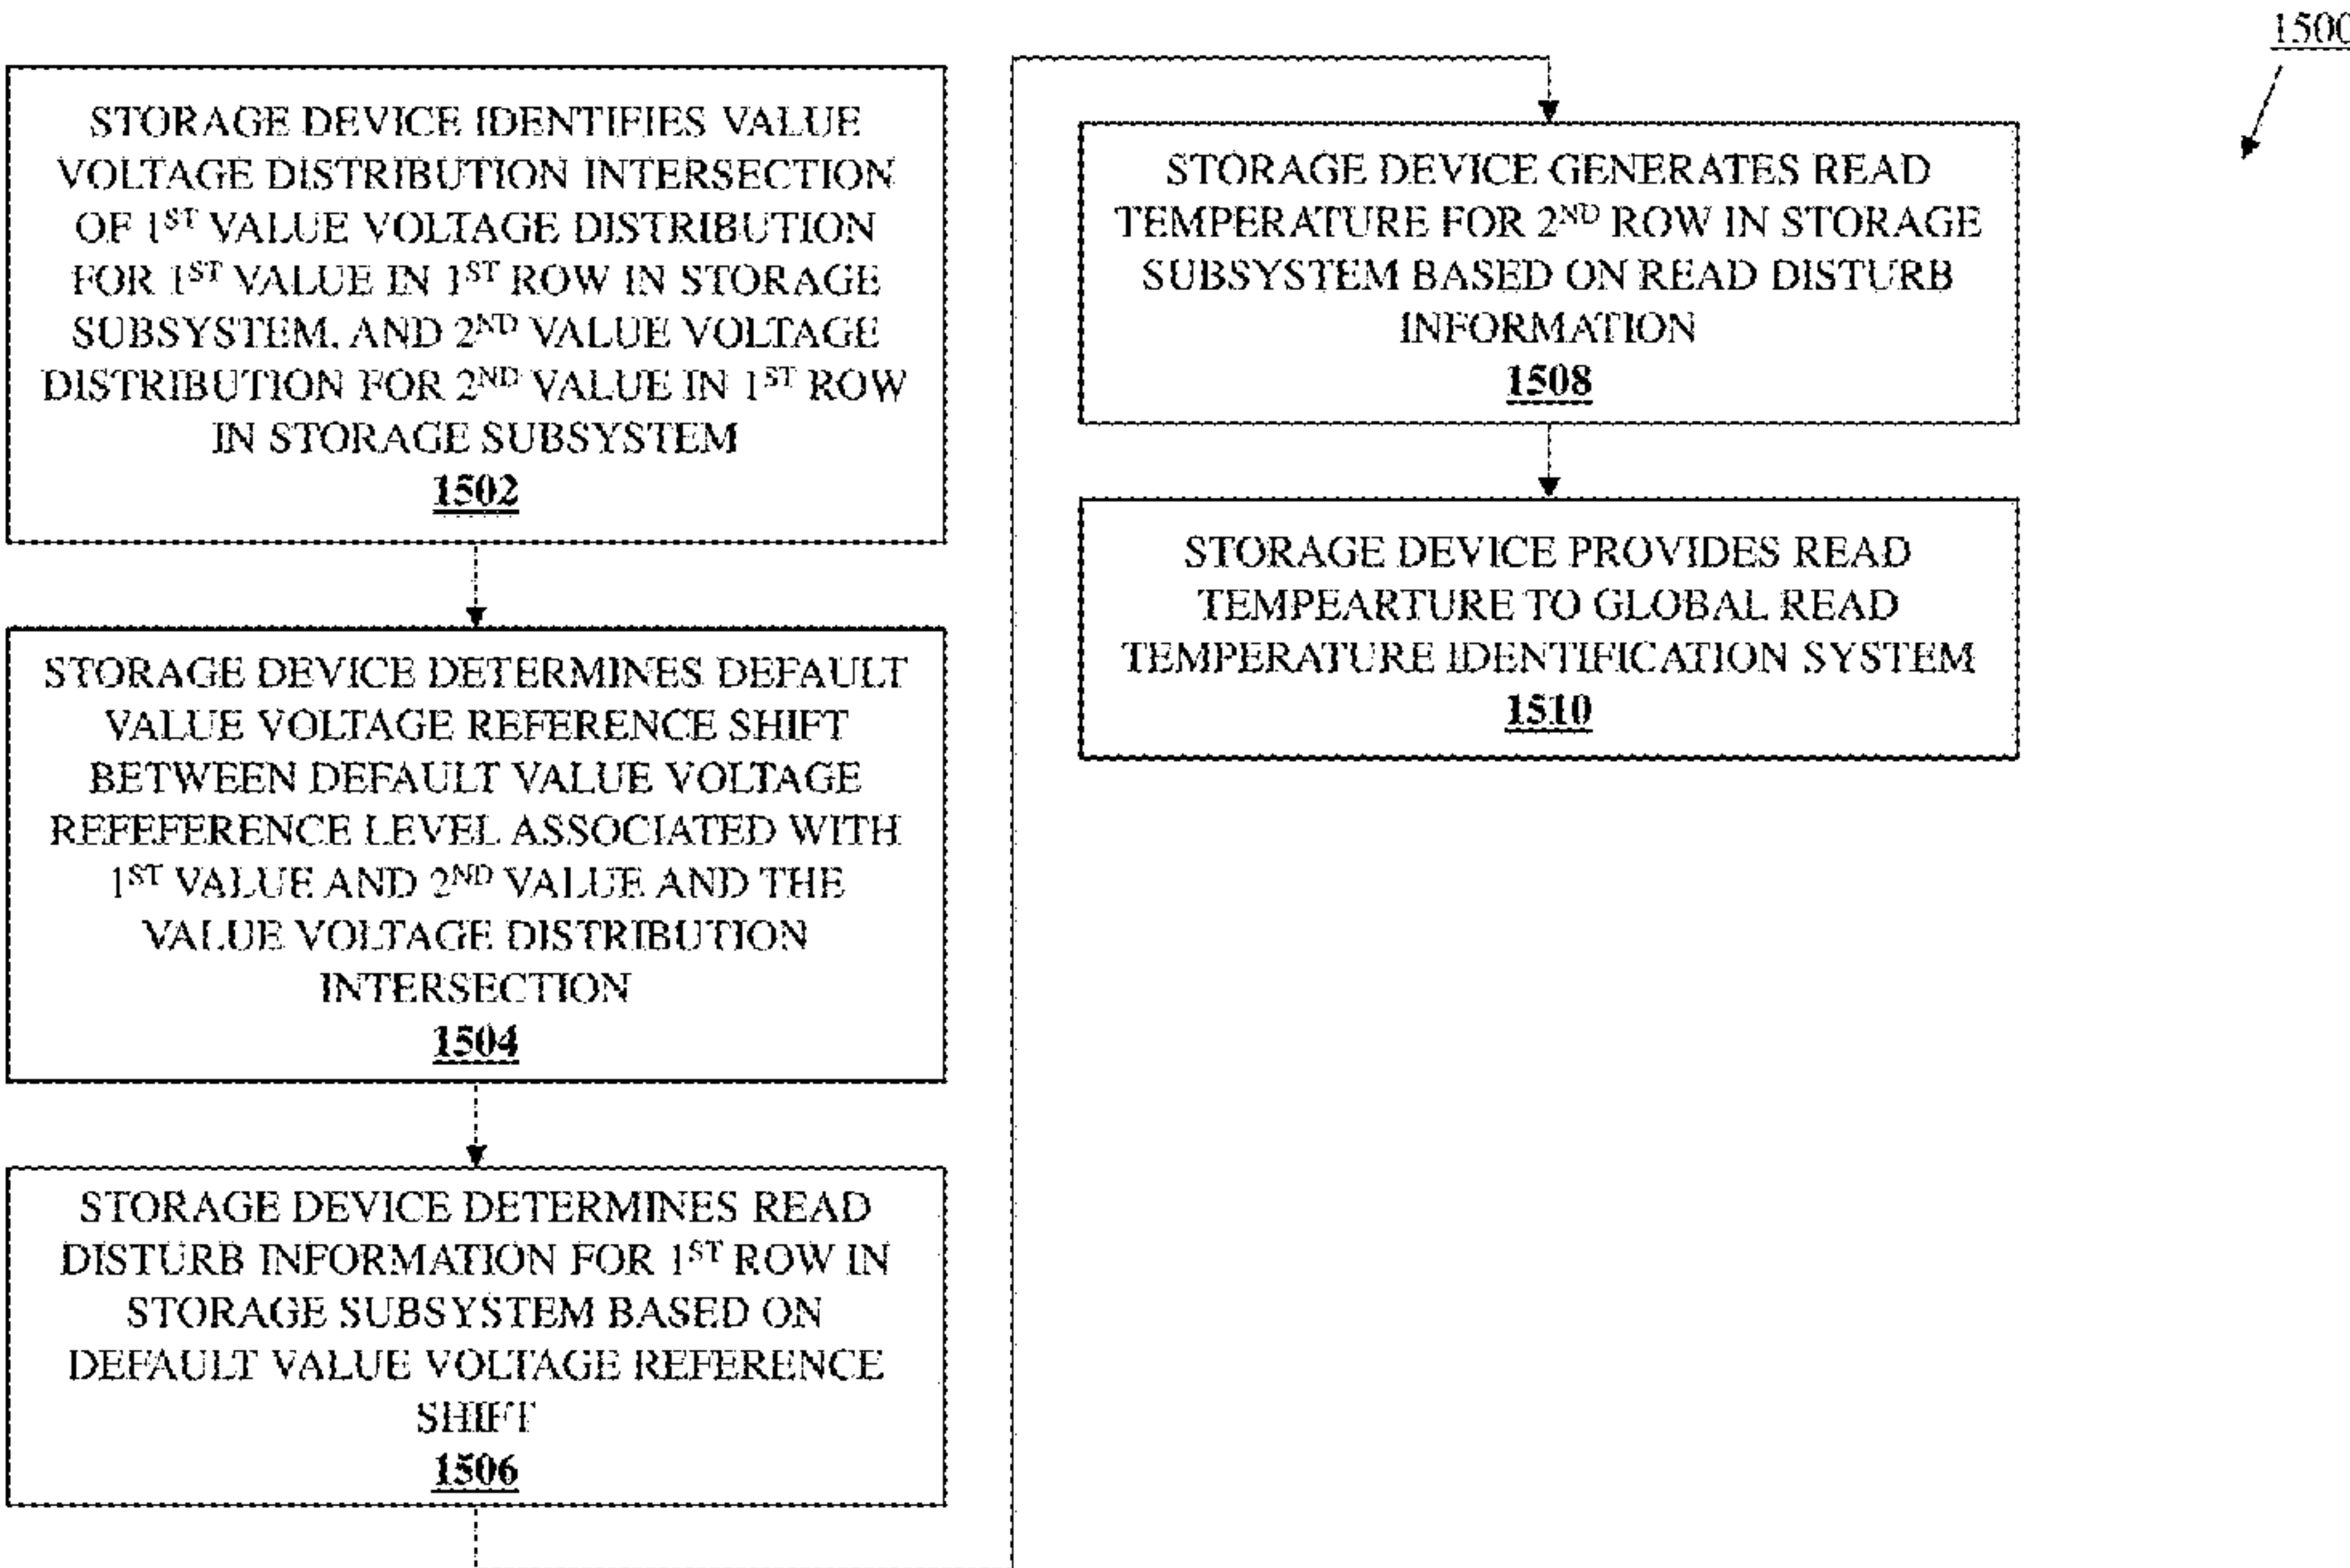 1500
STORAGE DEVICE IDENTIFIES VALUE
VOLTAGE DISTRIBUTION INTERSECTION
OF 1ST VALUE VOLTAGE DISTRIBUTION
FOR 1ST VALUE IN 1ST ROW IN STORAGE
SUBSYSTEM, AND 2ND VALUE VOLTAGE
DISTRIBUTION FOR 2ND VALUE IN 1ST ROW
IN STORAGE SUBSYSTEM
1502
STORAGE DEVICE DETERMINES DEFAULT
VALUE VOLTAGE REFERENCE SHIFT
BETWEEN DEFAULT VALUE VOLTAGE
REFEFERENCE LEVEL ASSOCIATED WITH
1ST VALUE AND 2ND VALUE AND THE
VALUE VOLTAGE DISTRIBUTION
INTERSECTION
1504
STORAGE DEVICE DETERMINES READ
DISTURB INFORMATION FOR 1ST ROW IN
STORAGE SUBSYSTEM BASED ON
DEFAULT VALUE VOLTAGE REFERENCE
SHIFT
1506
STORAGE DEVICE GENERATES READ
TEMPERATURE FOR 2ND ROW IN STORAGE
SUBSYSTEM BASED ON READ DISTURB
INFORMATION
1508
STORAGE DEVICE PROVIDES READ
TEMPEARTURE TO GLOBAL READ
TEMPERATURE IDENTIFICATION SYSTEM
1510